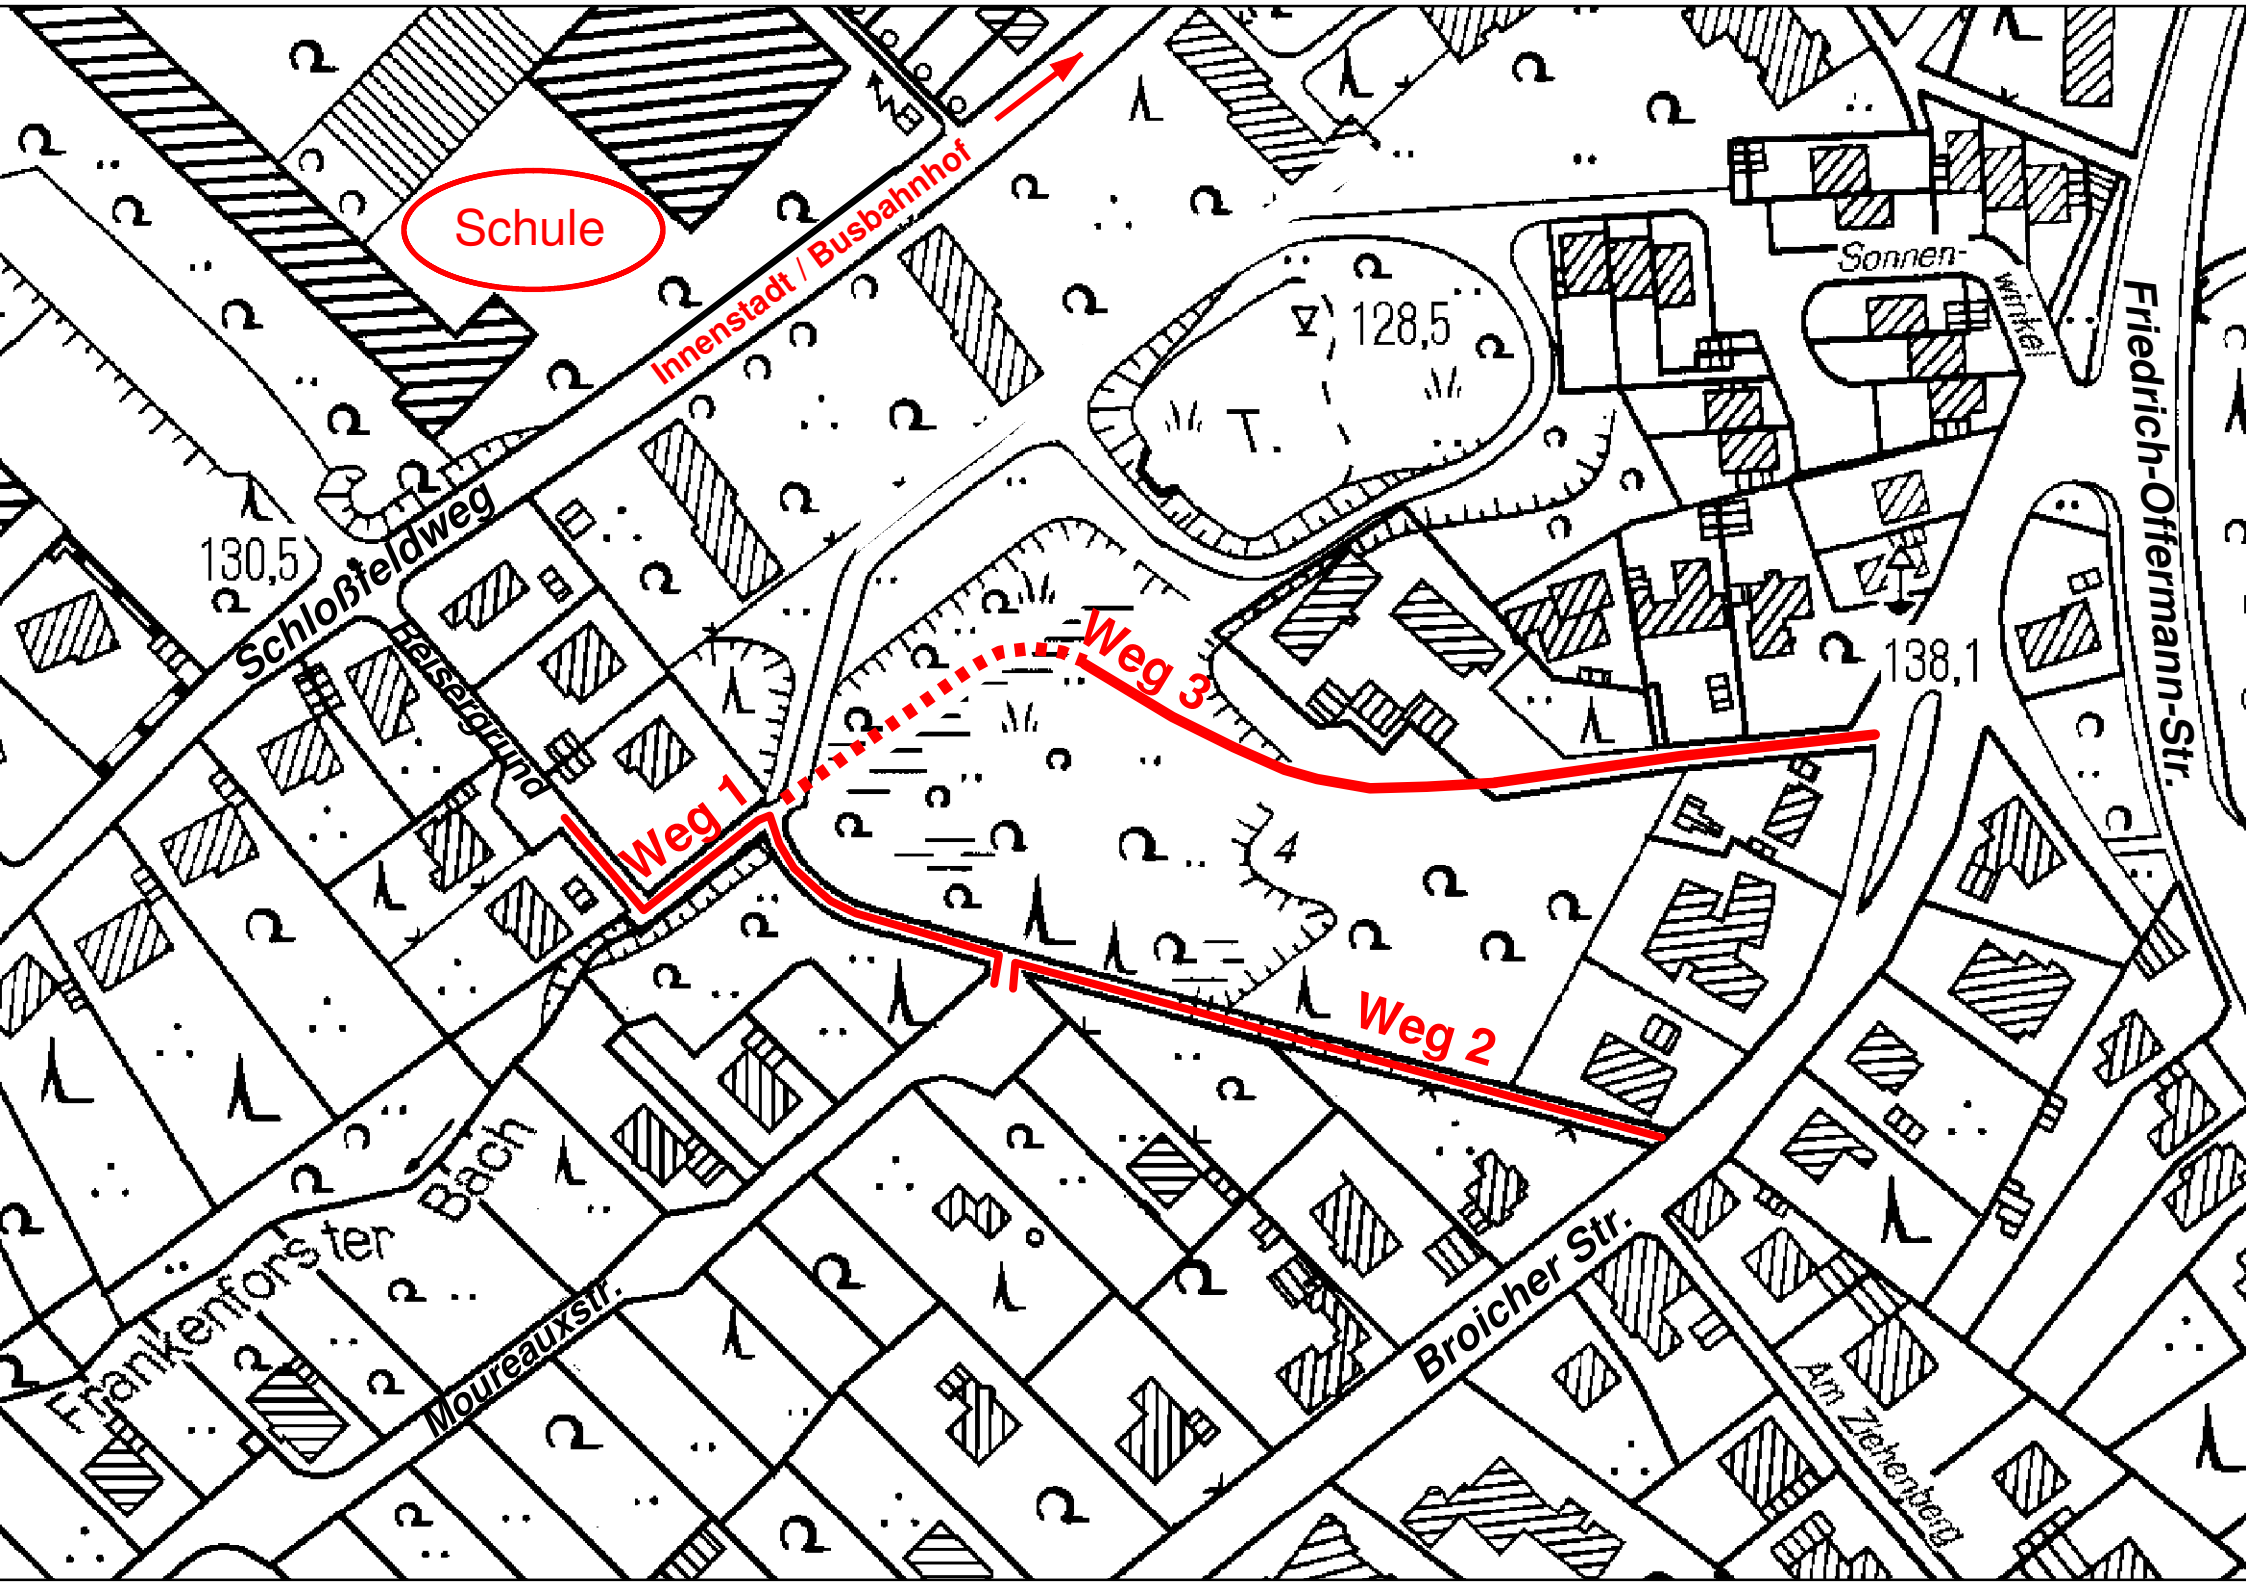 Schule
Innenstadt / Busbahnhof
Sonnen-
winkel
128,5
T.
Friedrich-Offermann-Str.
130,5
Schloßfeldweg
Reisergrund
Weg 3
138,1
Weg 1
4
Weg 2
Bach
Frankenforster
Moureauxstr.
Broicher Str.
Am Ziehenberg